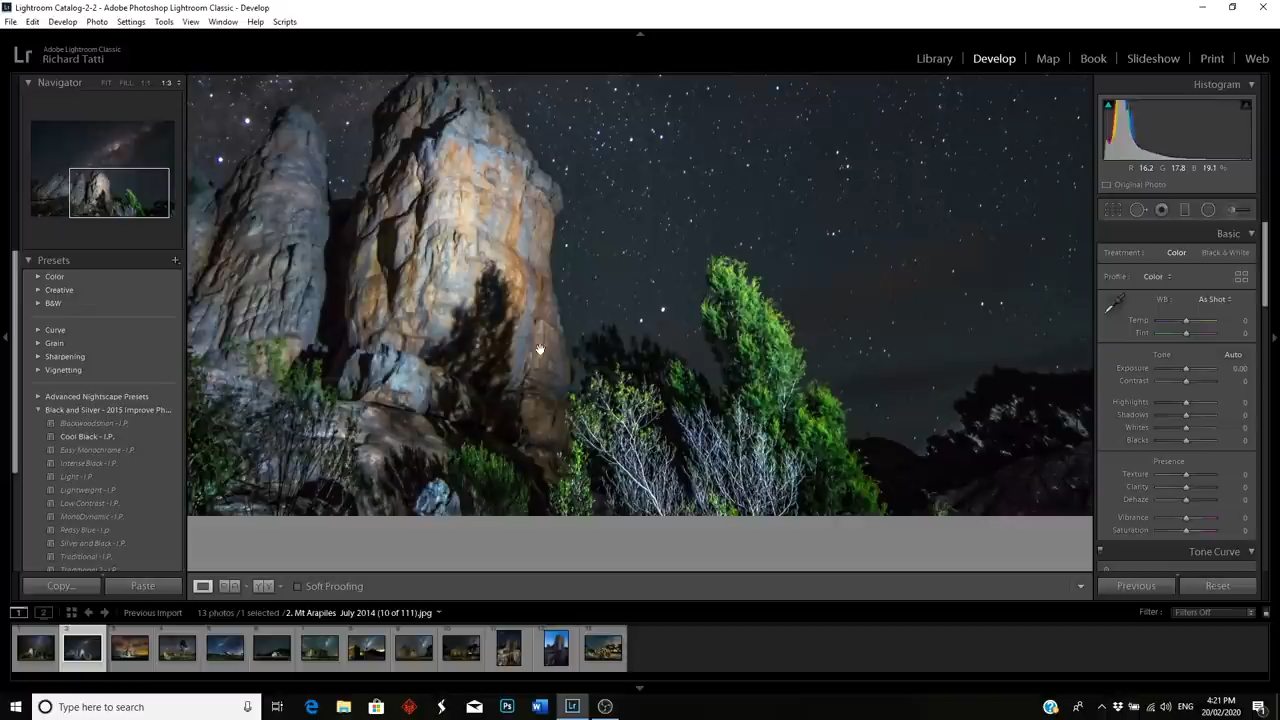 Lightroom Catalog-2-2 - Adobe Photoshop Lightroom Classic - Develop
File Edit Develop Photo Settings Tools View Window Help Scripts
Lr
Adobe Lightroom Classic
Richard Tatti
Library Develop Map Book Slideshow Print Web
Navigator FIT FILL 1:1 1:3
Histogram
R 16.2 G 17.8 B 19.1 %
Original Photo
Basic
Treatment: Color Black & White
Profile: Color
WB: As Shot
Temp 0
Tint 0
Tone Auto
Exposure 0.00
Contrast 0
Highlights 0
Shadows 0
Whites 0
Blacks 0
Presence
Texture 0
Clarity 0
Dehaze 0
Vibrance 0
Saturation 0
Tone Curve
Previous Reset
Presets +
Color
Creative
B&W
Curve
Grain
Sharpening
Vignetting
Advanced Nightscape Presets
Black and Silver - 2015 Improve Ph...
Blackwoodsman - I.P.
Cool Black - I.P.
Easy Monochrome - I.P.
Intense Black - I.P.
Light - I.P.
Lightweight - I.P.
Low Contrast - I.P.
MonoDynamic - I.P.
Silver and Black - I.P.
Traditional - I.P.
Copy... Paste
Soft Proofing
1 2 Previous Import 13 photos / 1 selected / 2. Mt Arapiles July 2014 (10 of 111).jpg
Filter: Filters Off
Type here to search
Ps
Lr
4:21 PM
20/02/2020